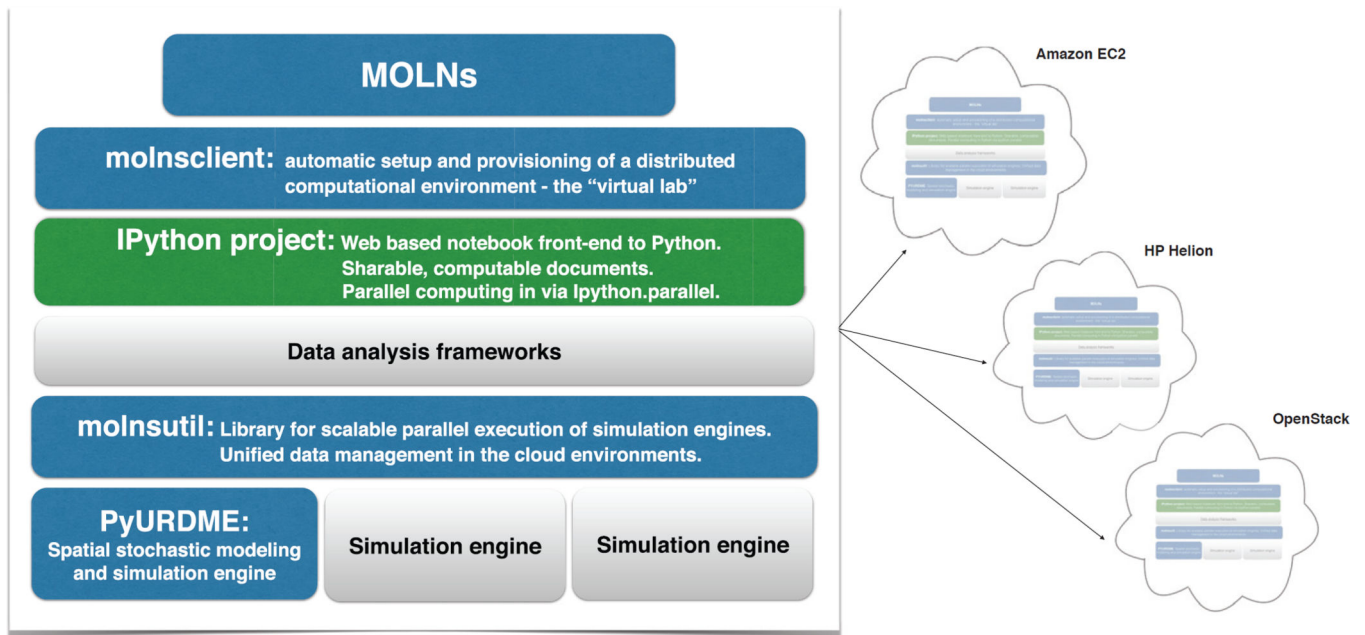 MOLNs
molnsclient: automatic setup and provisioning of a distributed
computational environment - the “virtual lab”
IPython project: Web based notebook front-end to Python.
Sharable, computable documents.
Parallel computing in via Ipython.parallel.
Data analysis frameworks
molnsutil: Library for scalable parallel execution of simulation engines.
Unified data management in the cloud environments.
PyURDME:
Spatial stochastic modeling
and simulation engine
Simulation engine
Simulation engine
Amazon EC2
HP Helion
OpenStack